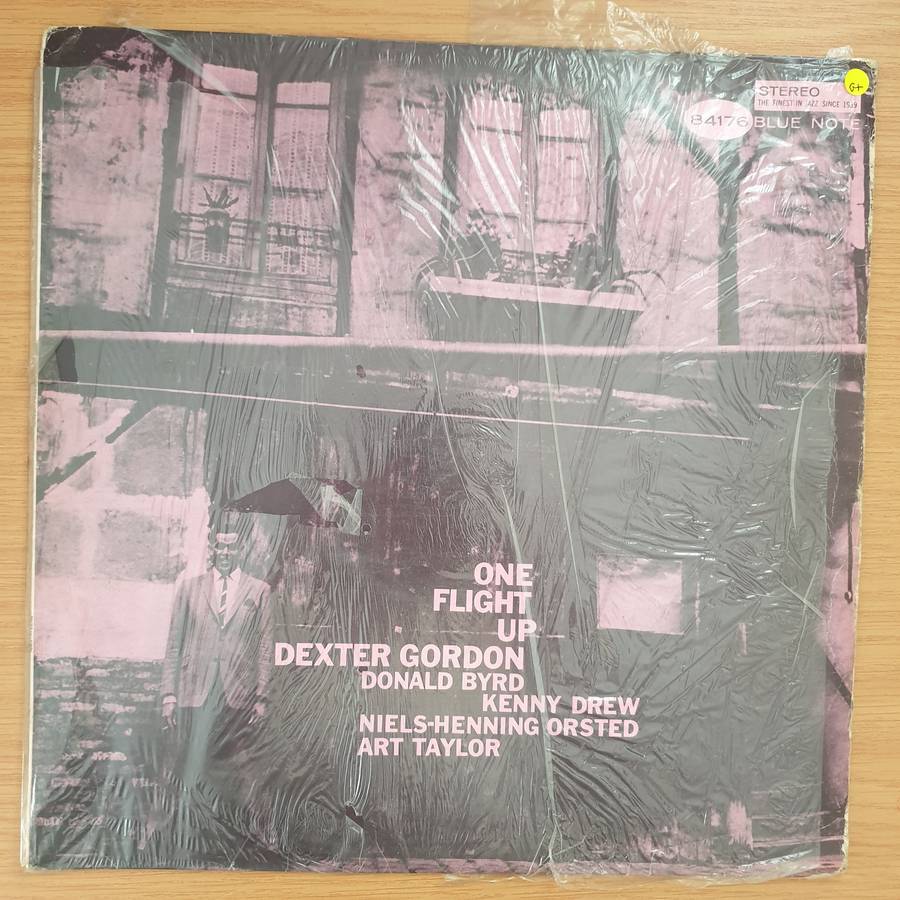 STEREO
THE FINEST IN JAZZ SINCE 1939
84176 BLUE NOTE
G+
ONE
FLIGHT
UP
DEXTER GORDON
DONALD BYRD
KENNY DREW
NIELS-HENNING ORSTED
ART TAYLOR